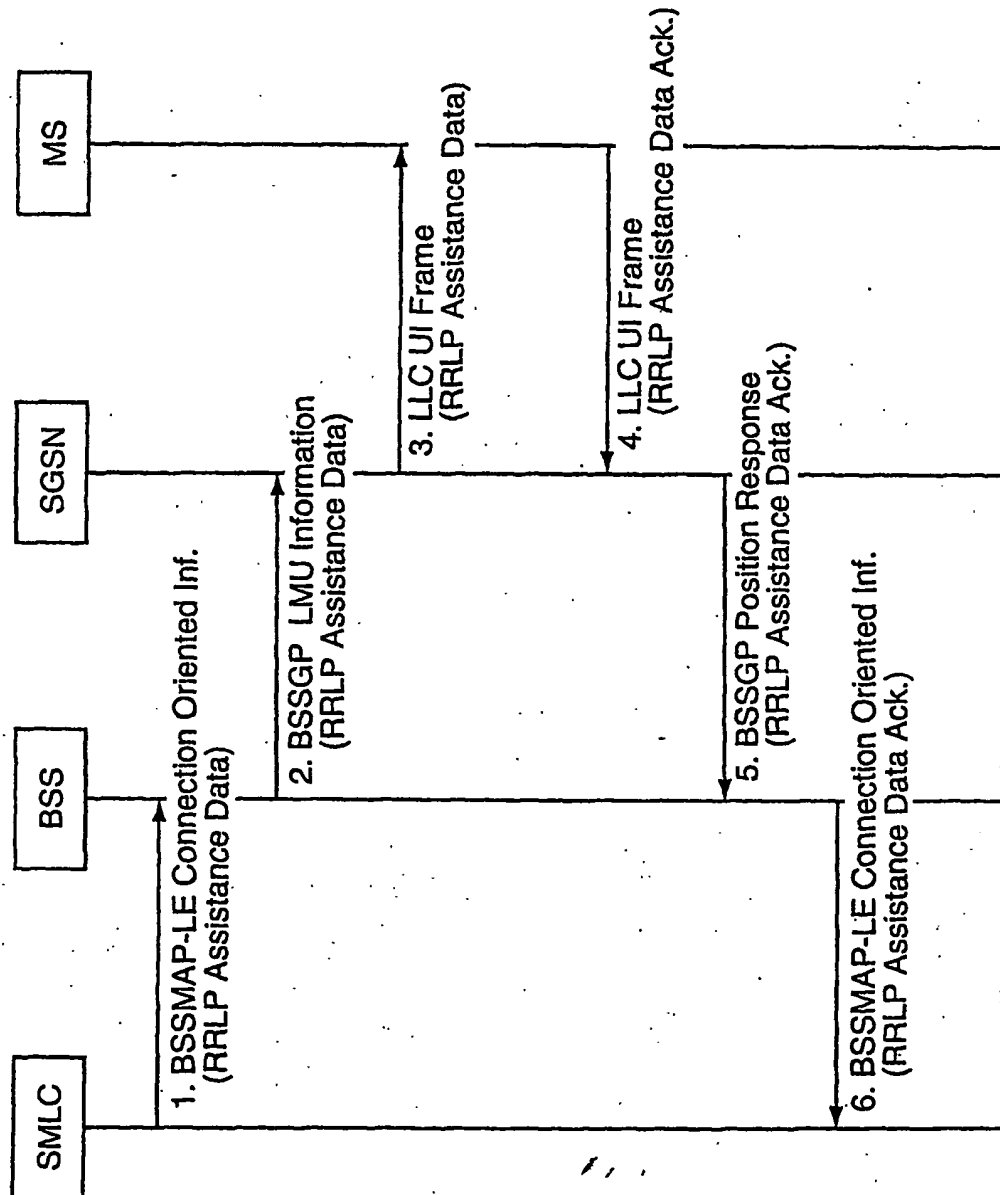 SMLC
BSS
SGSN
MS
1. BSSMAP-LE Connection Oriented Inf.
(RRLP Assistance Data)
2. BSSGP LMU Information
(RRLP Assistance Data)
3. LLC UI Frame
(RRLP Assistance Data)
4. LLC UI Frame
(RRLP Assistance Data Ack.)
5. BSSGP Position Response
(RRLP Assistance Data Ack.)
6. BSSMAP-LE Connection Oriented Inf.
(RRLP Assistance Data Ack.)